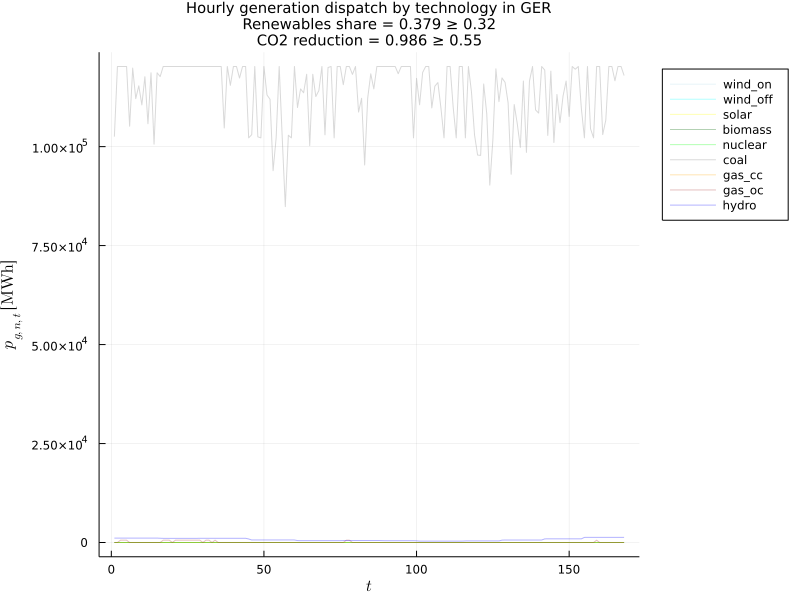 Hourly generation dispatch by technology in GER
Renewables share = 0.379 ≥ 0.32
CO2 reduction = 0.986 ≥ 0.55
wind_on
wind_off
solar
biomass
nuclear
coal
gas_cc
gas_oc
hydro
1.00×10⁵
7.50×10⁴
5.00×10⁴
2.50×10⁴
0
p_{g,n,t} [MWh]
0 50 100 150
t